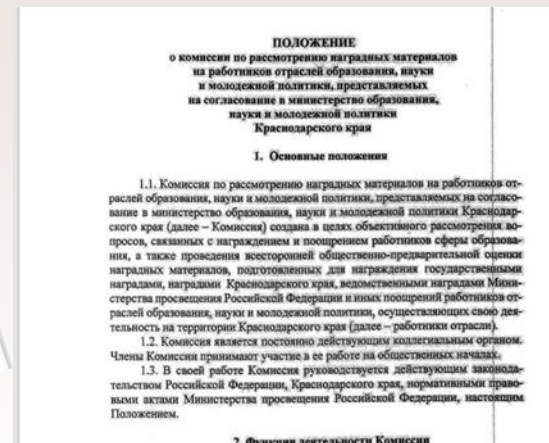 ПОЛОЖЕНИЕ
о комиссии по рассмотрению наградных материалов
на работников отраслей образования, науки
и молодежной политики, представляемых
на согласование в министерство образования,
науки и молодежной политики
Краснодарского края
1. Основные положения
1.1. Комиссия по рассмотрению наградных материалов на работников от-
раслей образования, науки и молодежной политики, представляемых на согласо-
вание в министерство образования, науки и молодежной политики Краснодар-
ского края (далее – Комиссия) создана в целях объективного рассмотрения во-
просов, связанных с награждением и поощрением работников сферы образова-
ния, а также проведения всесторонней общественно-предварительной оценки
наградных материалов, подготовленных для награждения государственными
наградами, наградами Краснодарского края, ведомственными наградами Мини-
стерства просвещения Российской Федерации и иных поощрений работников от-
раслей образования, науки и молодежной политики, осуществляющих свою дея-
тельность на территории Краснодарского края (далее – работники отрасли).
1.2. Комиссия является постоянно действующим коллегиальным органом.
Члены Комиссии принимают участие в ее работе на общественных началах.
1.3. В своей работе Комиссия руководствуется действующим законода-
тельством Российской Федерации, Краснодарского края, нормативными право-
выми актами Министерства просвещения Российской Федерации, настоящим
Положением.
2. Функции деятельности Комиссии